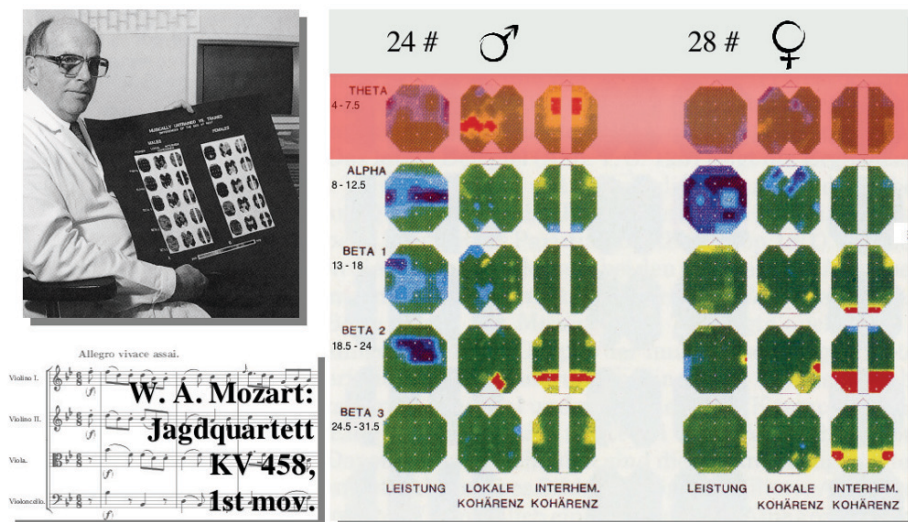 MUSICALLY UNTRAINED VS TRAINED
MALES
FEMALES
Allegro vivace assai.
Violino I.
Violino II.
Viola.
Violoncello.
W. A. Mozart:
Jagdquartett
KV 458,
1st mov.
24 # ♂
28 # ♀
THETA
4 - 7.5
ALPHA
8 - 12.5
BETA 1
13 - 18
BETA 2
18.5 - 24
BETA 3
24.5 - 31.5
LEISTUNG
LOKALE
KOHÄRENZ
INTERHEM.
KOHÄRENZ
LEISTUNG
LOKALE
KOHÄRENZ
INTERHEM.
KOHÄRENZ